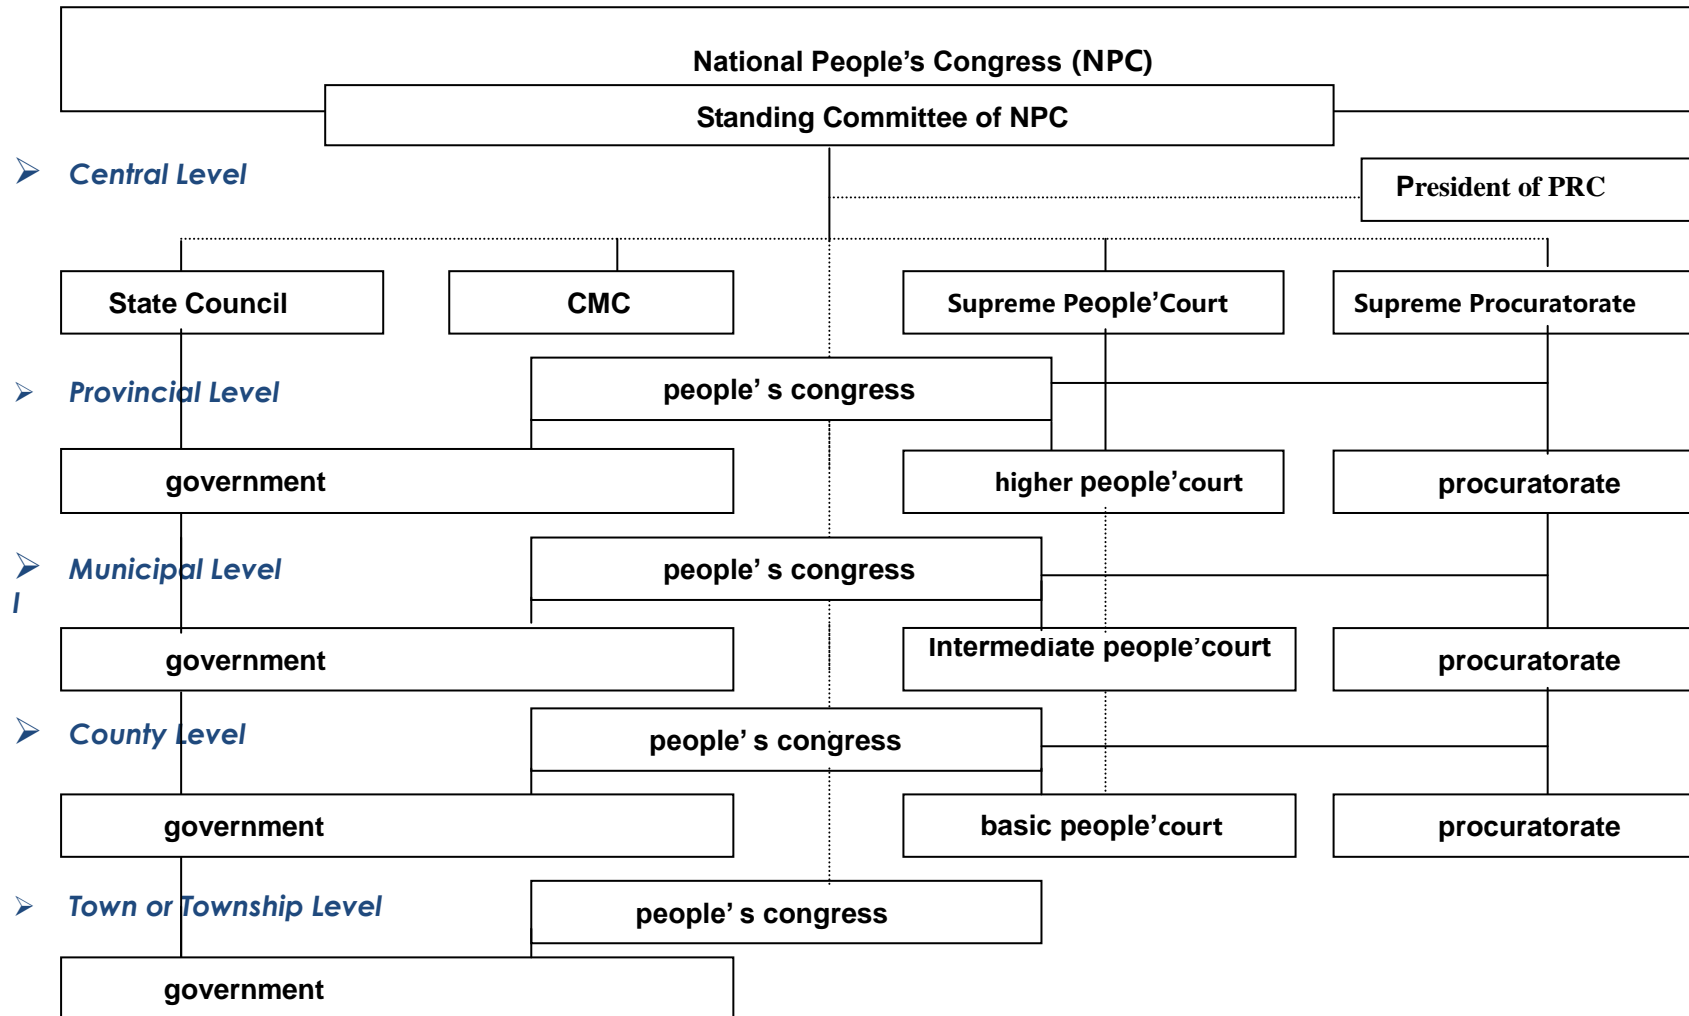 National People’s Congress (NPC)
Standing Committee of NPC
➢ Central Level
President of PRC
State Council
CMC
Supreme People’Court
Supreme Procuratorate
➢ Provincial Level
people’ s congress
government
higher people’court
procuratorate
➢ Municipal Level
l
people’ s congress
government
Intermediate people’court
procuratorate
➢ County Level
people’ s congress
government
basic people’court
procuratorate
➢ Town or Township Level
people’ s congress
government